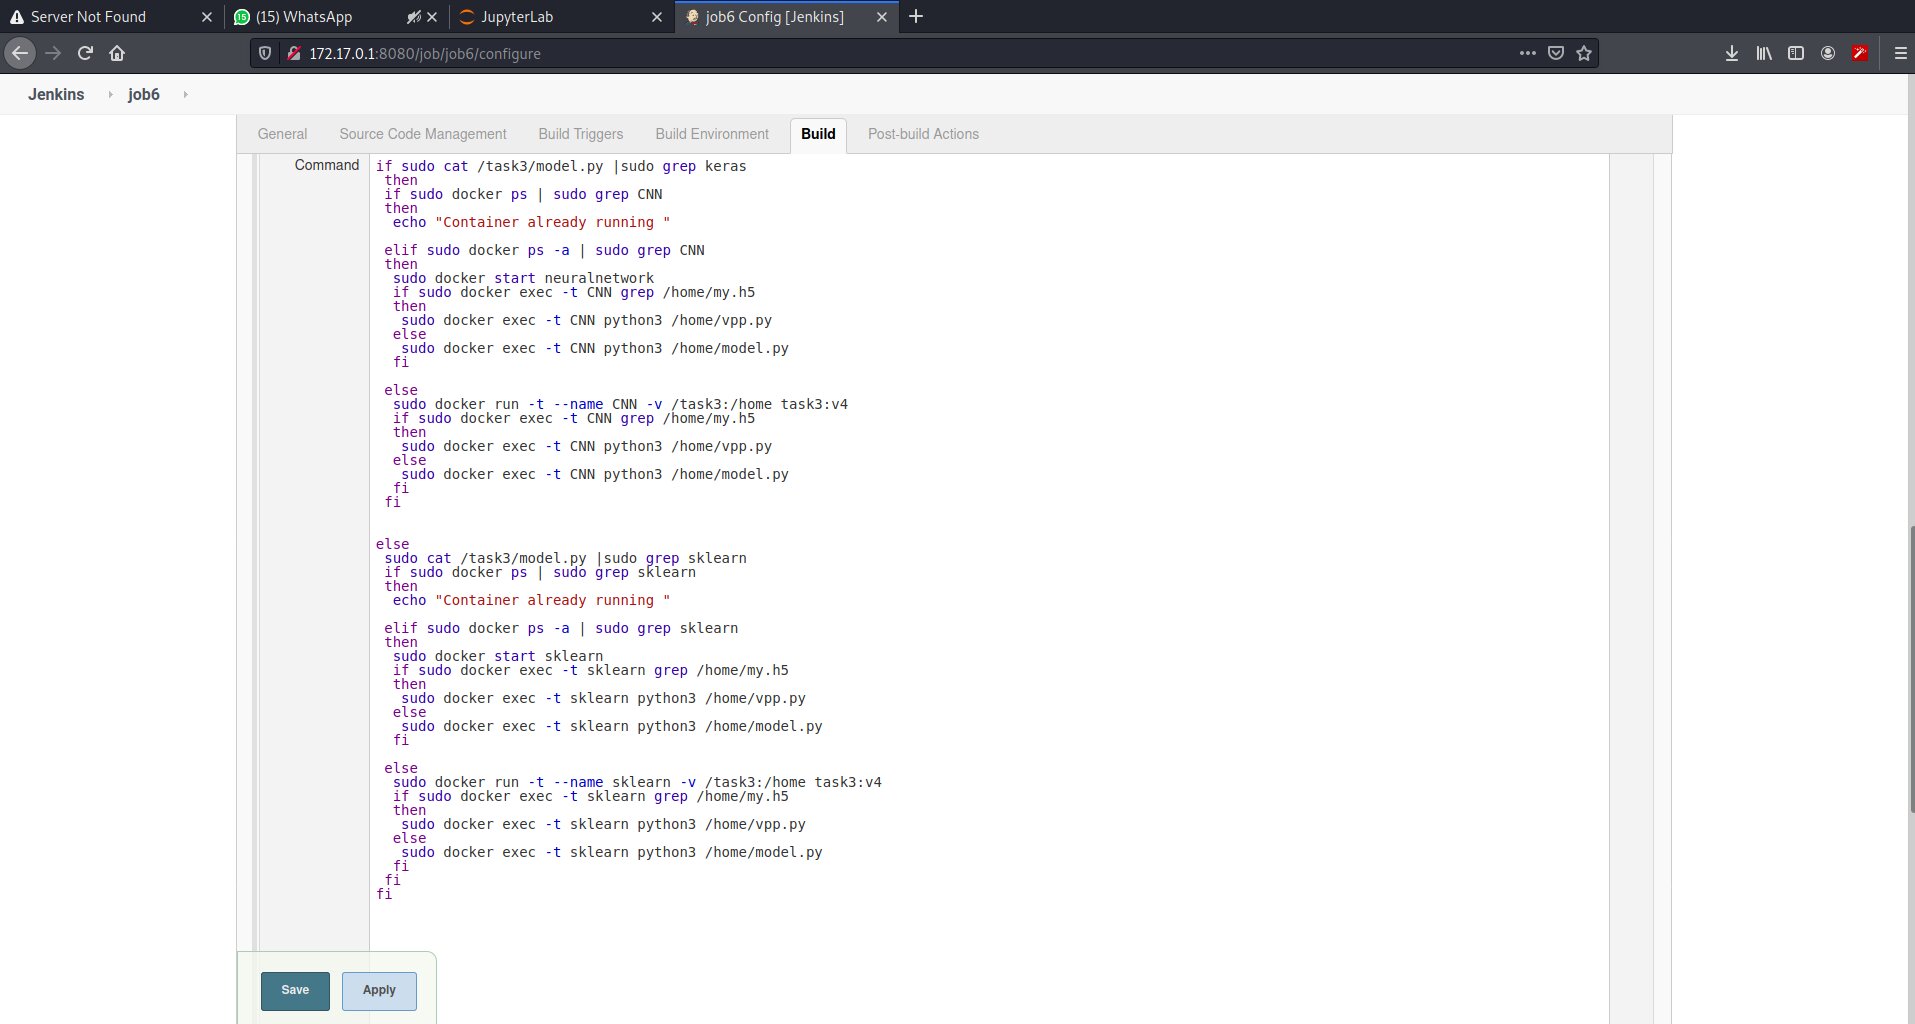 Server Not Found
(15) WhatsApp
JupyterLab
job6 Config [Jenkins]
172.17.0.1:8080/job/job6/configure
Jenkins job6
General Source Code Management Build Triggers Build Environment Build Post-build Actions
Command
if sudo cat /task3/model.py |sudo grep keras
then
if sudo docker ps | sudo grep CNN
then
echo "Container already running "
elif sudo docker ps -a | sudo grep CNN
then
sudo docker start neuralnetwork
if sudo docker exec -t CNN grep /home/my.h5
then
sudo docker exec -t CNN python3 /home/vpp.py
else
sudo docker exec -t CNN python3 /home/model.py
fi
else
sudo docker run -t --name CNN -v /task3:/home task3:v4
if sudo docker exec -t CNN grep /home/my.h5
then
sudo docker exec -t CNN python3 /home/vpp.py
else
sudo docker exec -t CNN python3 /home/model.py
fi
fi
else
sudo cat /task3/model.py |sudo grep sklearn
if sudo docker ps | sudo grep sklearn
then
echo "Container already running "
elif sudo docker ps -a | sudo grep sklearn
then
sudo docker start sklearn
if sudo docker exec -t sklearn grep /home/my.h5
then
sudo docker exec -t sklearn python3 /home/vpp.py
else
sudo docker exec -t sklearn python3 /home/model.py
fi
else
sudo docker run -t --name sklearn -v /task3:/home task3:v4
if sudo docker exec -t sklearn grep /home/my.h5
then
sudo docker exec -t sklearn python3 /home/vpp.py
else
sudo docker exec -t sklearn python3 /home/model.py
fi
fi
fi
Save Apply